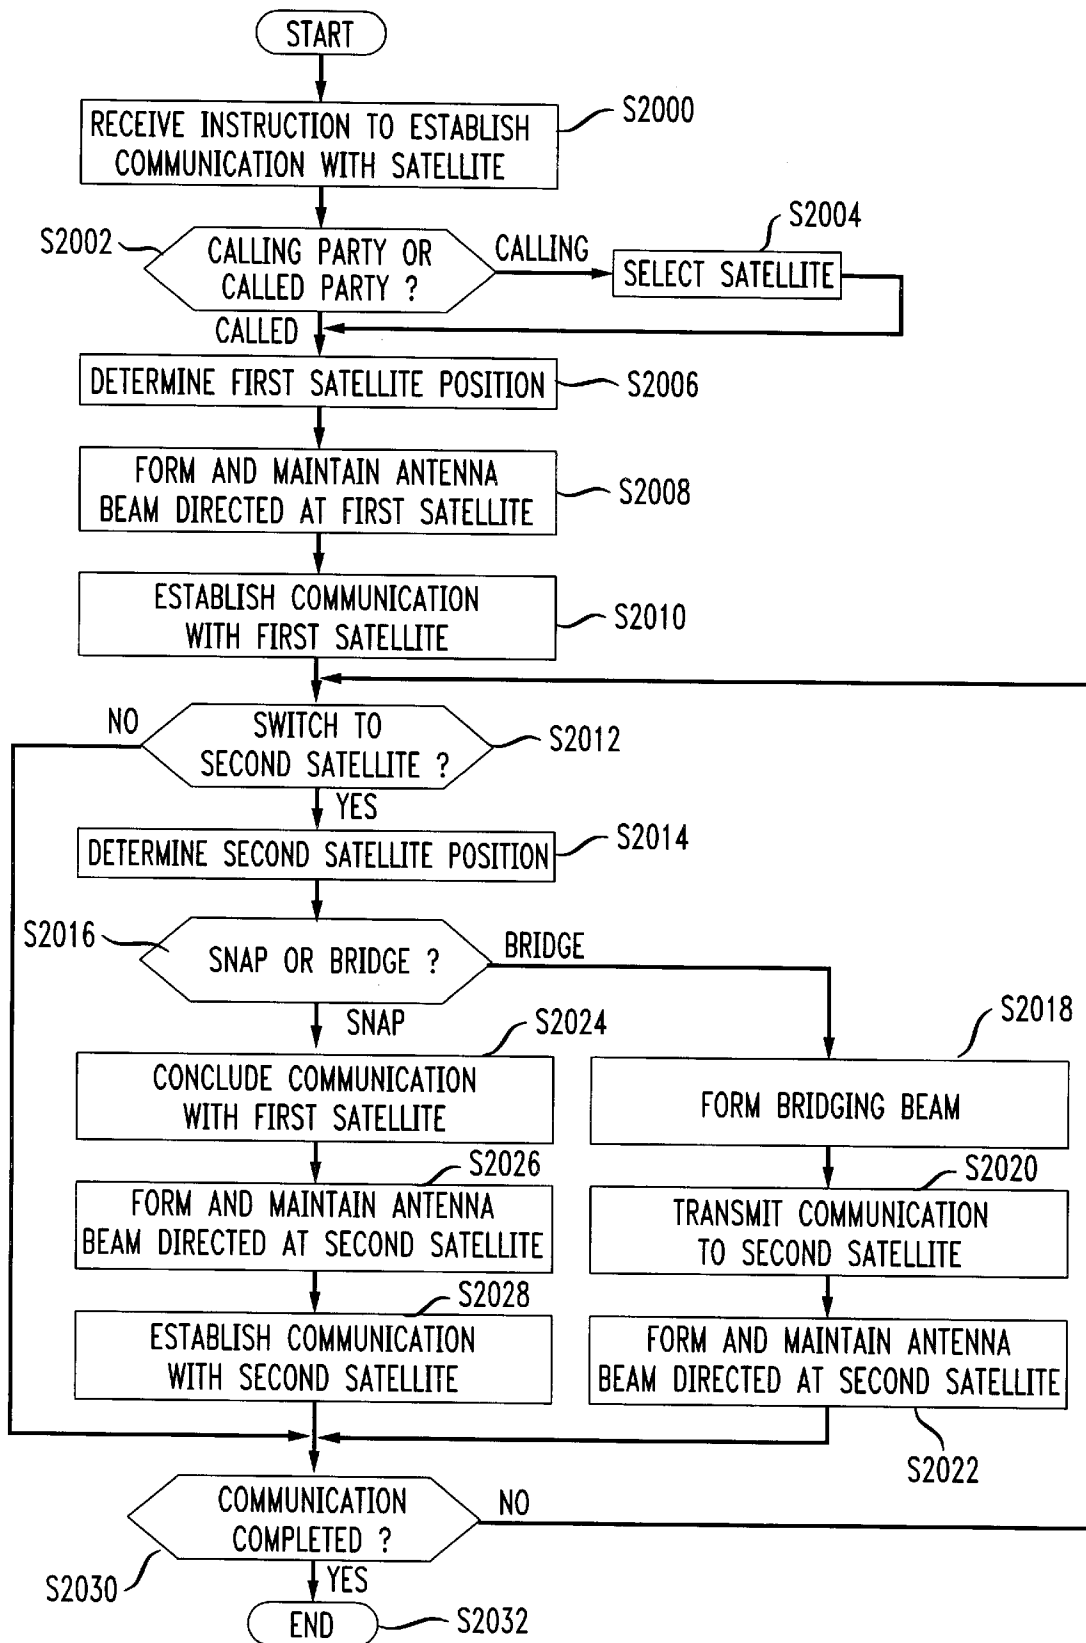 START
RECEIVE INSTRUCTION TO ESTABLISH
COMMUNICATION WITH SATELLITE
S2000
S2002
CALLING PARTY OR
CALLED PARTY ?
CALLING
S2004
SELECT SATELLITE
CALLED
DETERMINE FIRST SATELLITE POSITION
S2006
FORM AND MAINTAIN ANTENNA
BEAM DIRECTED AT FIRST SATELLITE
S2008
ESTABLISH COMMUNICATION
WITH FIRST SATELLITE
S2010
NO
SWITCH TO
SECOND SATELLITE ?
S2012
YES
DETERMINE SECOND SATELLITE POSITION
S2014
S2016
SNAP OR BRIDGE ?
BRIDGE
SNAP
S2024
CONCLUDE COMMUNICATION
WITH FIRST SATELLITE
S2018
FORM BRIDGING BEAM
S2026
FORM AND MAINTAIN ANTENNA
BEAM DIRECTED AT SECOND SATELLITE
S2020
TRANSMIT COMMUNICATION
TO SECOND SATELLITE
S2028
ESTABLISH COMMUNICATION
WITH SECOND SATELLITE
FORM AND MAINTAIN ANTENNA
BEAM DIRECTED AT SECOND SATELLITE
S2022
COMMUNICATION
COMPLETED ?
NO
S2030
YES
END
S2032